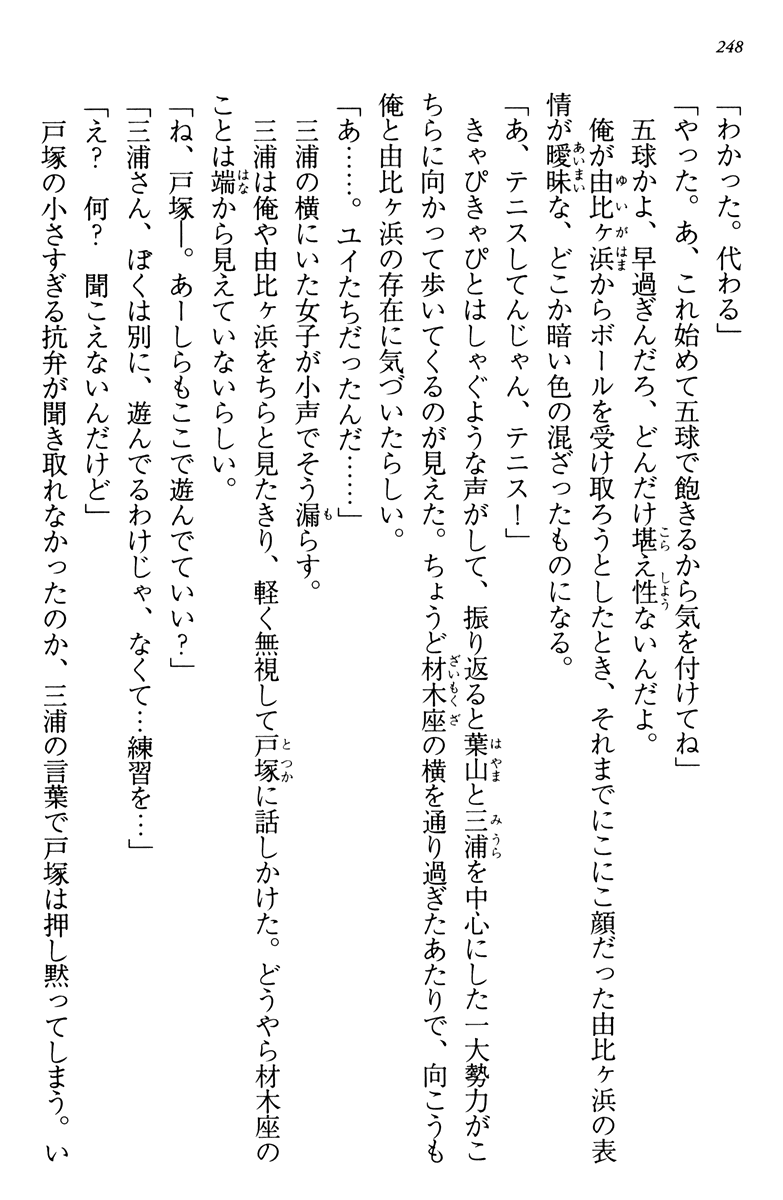 248
「わかった。代わる」
「やった。あ、これ始めて五球で飽きるから気を付けてね」
　五球かよ、早過ぎんだろ、どんだけ堪え性ないんだよ。
　俺が由比ヶ浜からボールを受け取ろうとしたとき、それまでにこにこ顔だった由比ヶ浜の表
情が曖昧な、どこか暗い色の混ざったものになる。
「あ、テニスしてんじゃん、テニス！」
　きゃぴきゃぴとはしゃぐような声がして、振り返ると葉山と三浦を中心にした一大勢力がこ
ちらに向かって歩いてくるのが見えた。ちょうど材木座の横を通り過ぎたあたりで、向こうも
俺と由比ヶ浜の存在に気づいたらしい。
「あ……。ユイたちだったんだ……」
　三浦の横にいた女子が小声でそう漏らす。
　三浦は俺や由比ヶ浜をちらと見たきり、軽く無視して戸塚に話しかけた。どうやら材木座の
ことは端から見えていないらしい。
「ね、戸塚ー。あーしらもここで遊んでていい？」
「三浦さん、ぼくは別に、遊んでるわけじゃ、なくて…練習を…」
「え？　何？　聞こえないんだけど」
　戸塚の小さすぎる抗弁が聞き取れなかったのか、三浦の言葉で戸塚は押し黙ってしまう。い